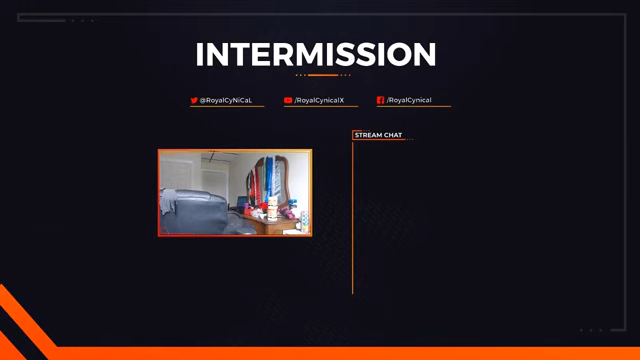 INTERMISSION
@RoyalCyNiCaL
/RoyalCynicalX
/RoyalCynical
STREAM CHAT